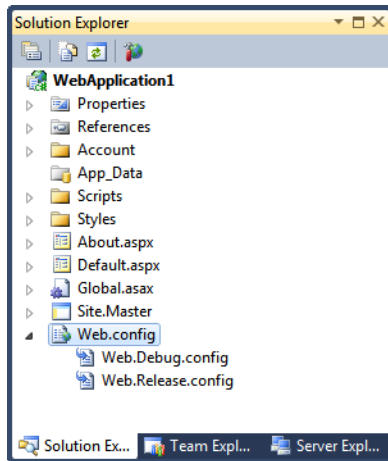 Solution Explorer
WebApplication1
Properties
References
Account
App_Data
Scripts
Styles
About.aspx
Default.aspx
Global.asax
Site.Master
Web.config
Web.Debug.config
Web.Release.config
Solution Ex... Team Expl... Server Expl...